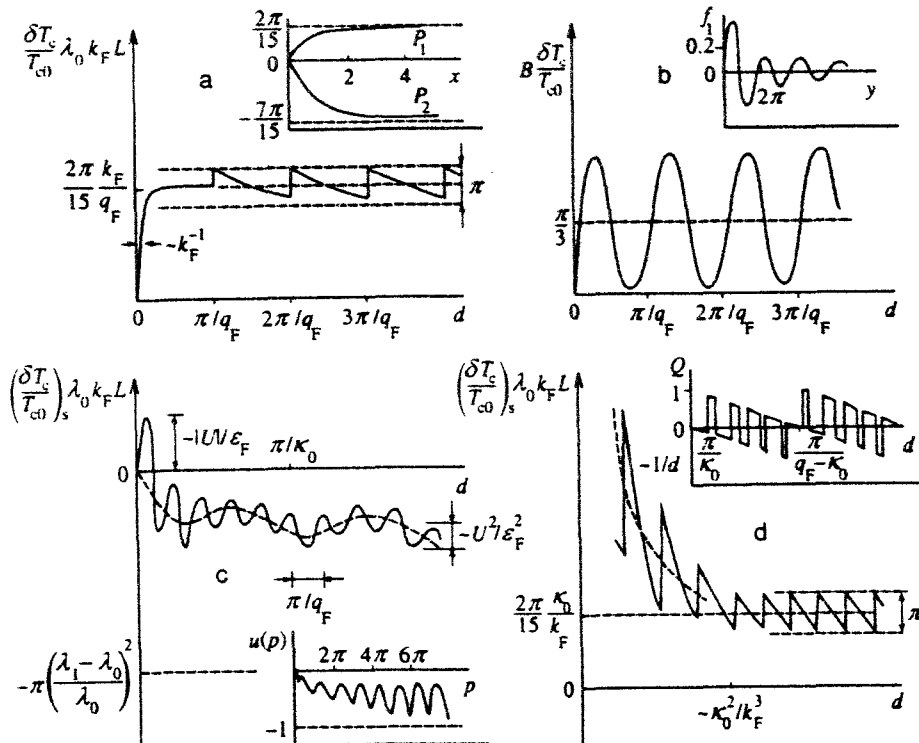 δT_c/T_c0 λ_0 k_F L
2π/15
0
-7π/15
P_1
P_2
2
4
x
a
2π/15 k_F/q_F
~k_F^-1
π
0
π/q_F
2π/q_F
3π/q_F
d
B δT_c/T_c0
b
f_1
0.2
0
2π
y
π/3
0
π/q_F
2π/q_F
3π/q_F
d
(δT_c/T_c0)_s λ_0 k_F L
~|U|/ε_F
π/κ_0
0
d
~U^2/ε_F^2
c
π/q_F
-π((λ_1-λ_0)/λ_0)^2
u(p)
2π 4π 6π
p
-1
(δT_c/T_c0)_s λ_0 k_F L
Q
1
0
π/κ_0
π/(q_F-κ_0)
d
~1/d
d
2π/15 κ_0/k_F
π
0
~κ_0^2/k_F^3
d